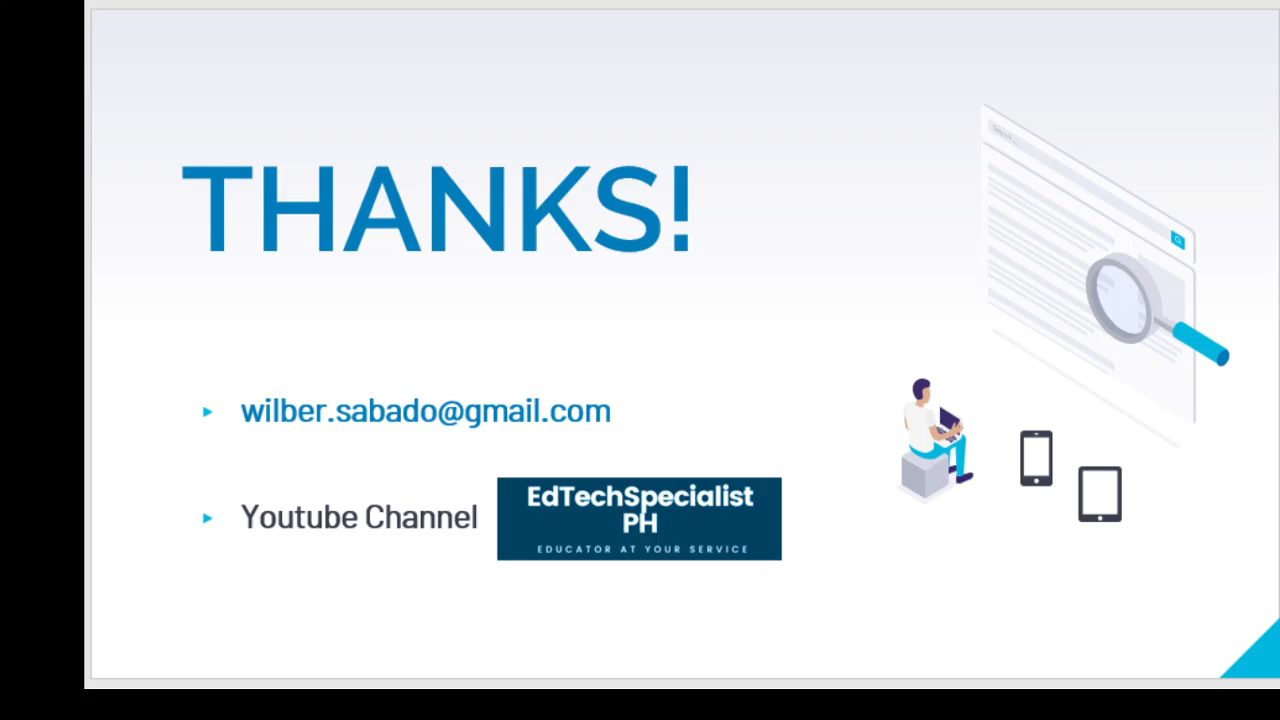 THANKS!
wilber.sabado@gmail.com
Youtube Channel
EdTechSpecialist
PH
EDUCATOR AT YOUR SERVICE